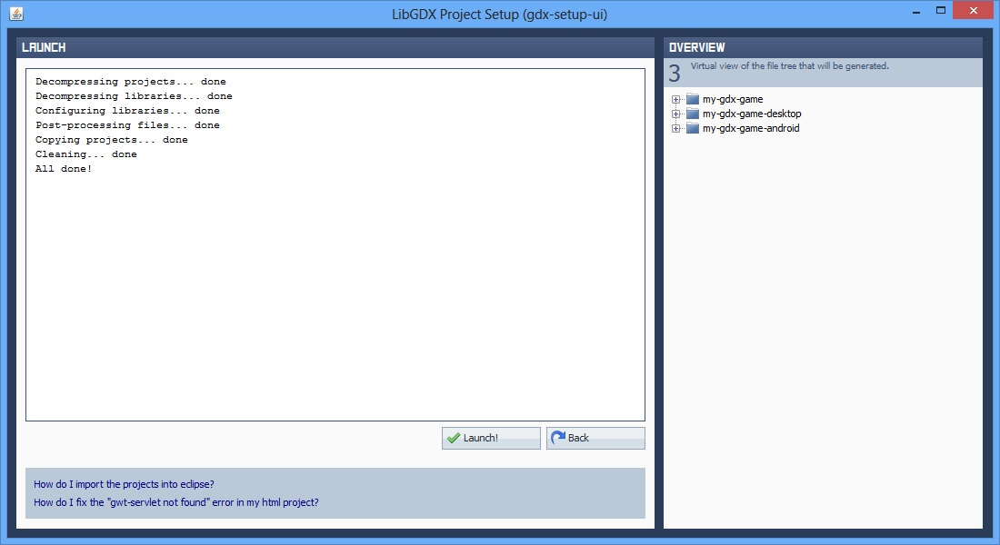 LibGDX Project Setup (gdx-setup-ui)
LAUNCH
Decompressing projects... done
Decompressing libraries... done
Configuring libraries... done
Post-processing files... done
Copying projects... done
Cleaning... done
All done!
Launch!
Back
How do I import the projects into eclipse?
How do I fix the "gwt-servlet not found" error in my html project?
OVERVIEW
3
Virtual view of the file tree that will be generated.
my-gdx-game
my-gdx-game-desktop
my-gdx-game-android